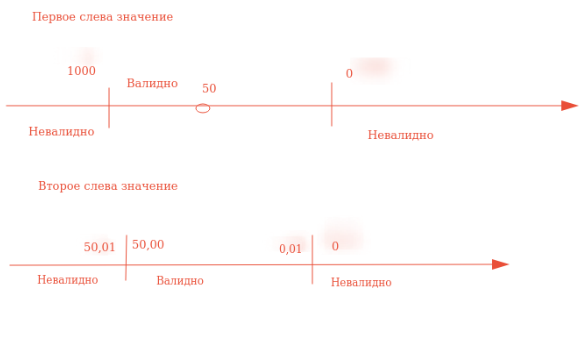 Первое слева значение
1000
Валидно
50
0
Невалидно
Невалидно
Второе слева значение
50,01
50,00
0,01
0
Невалидно
Валидно
Невалидно